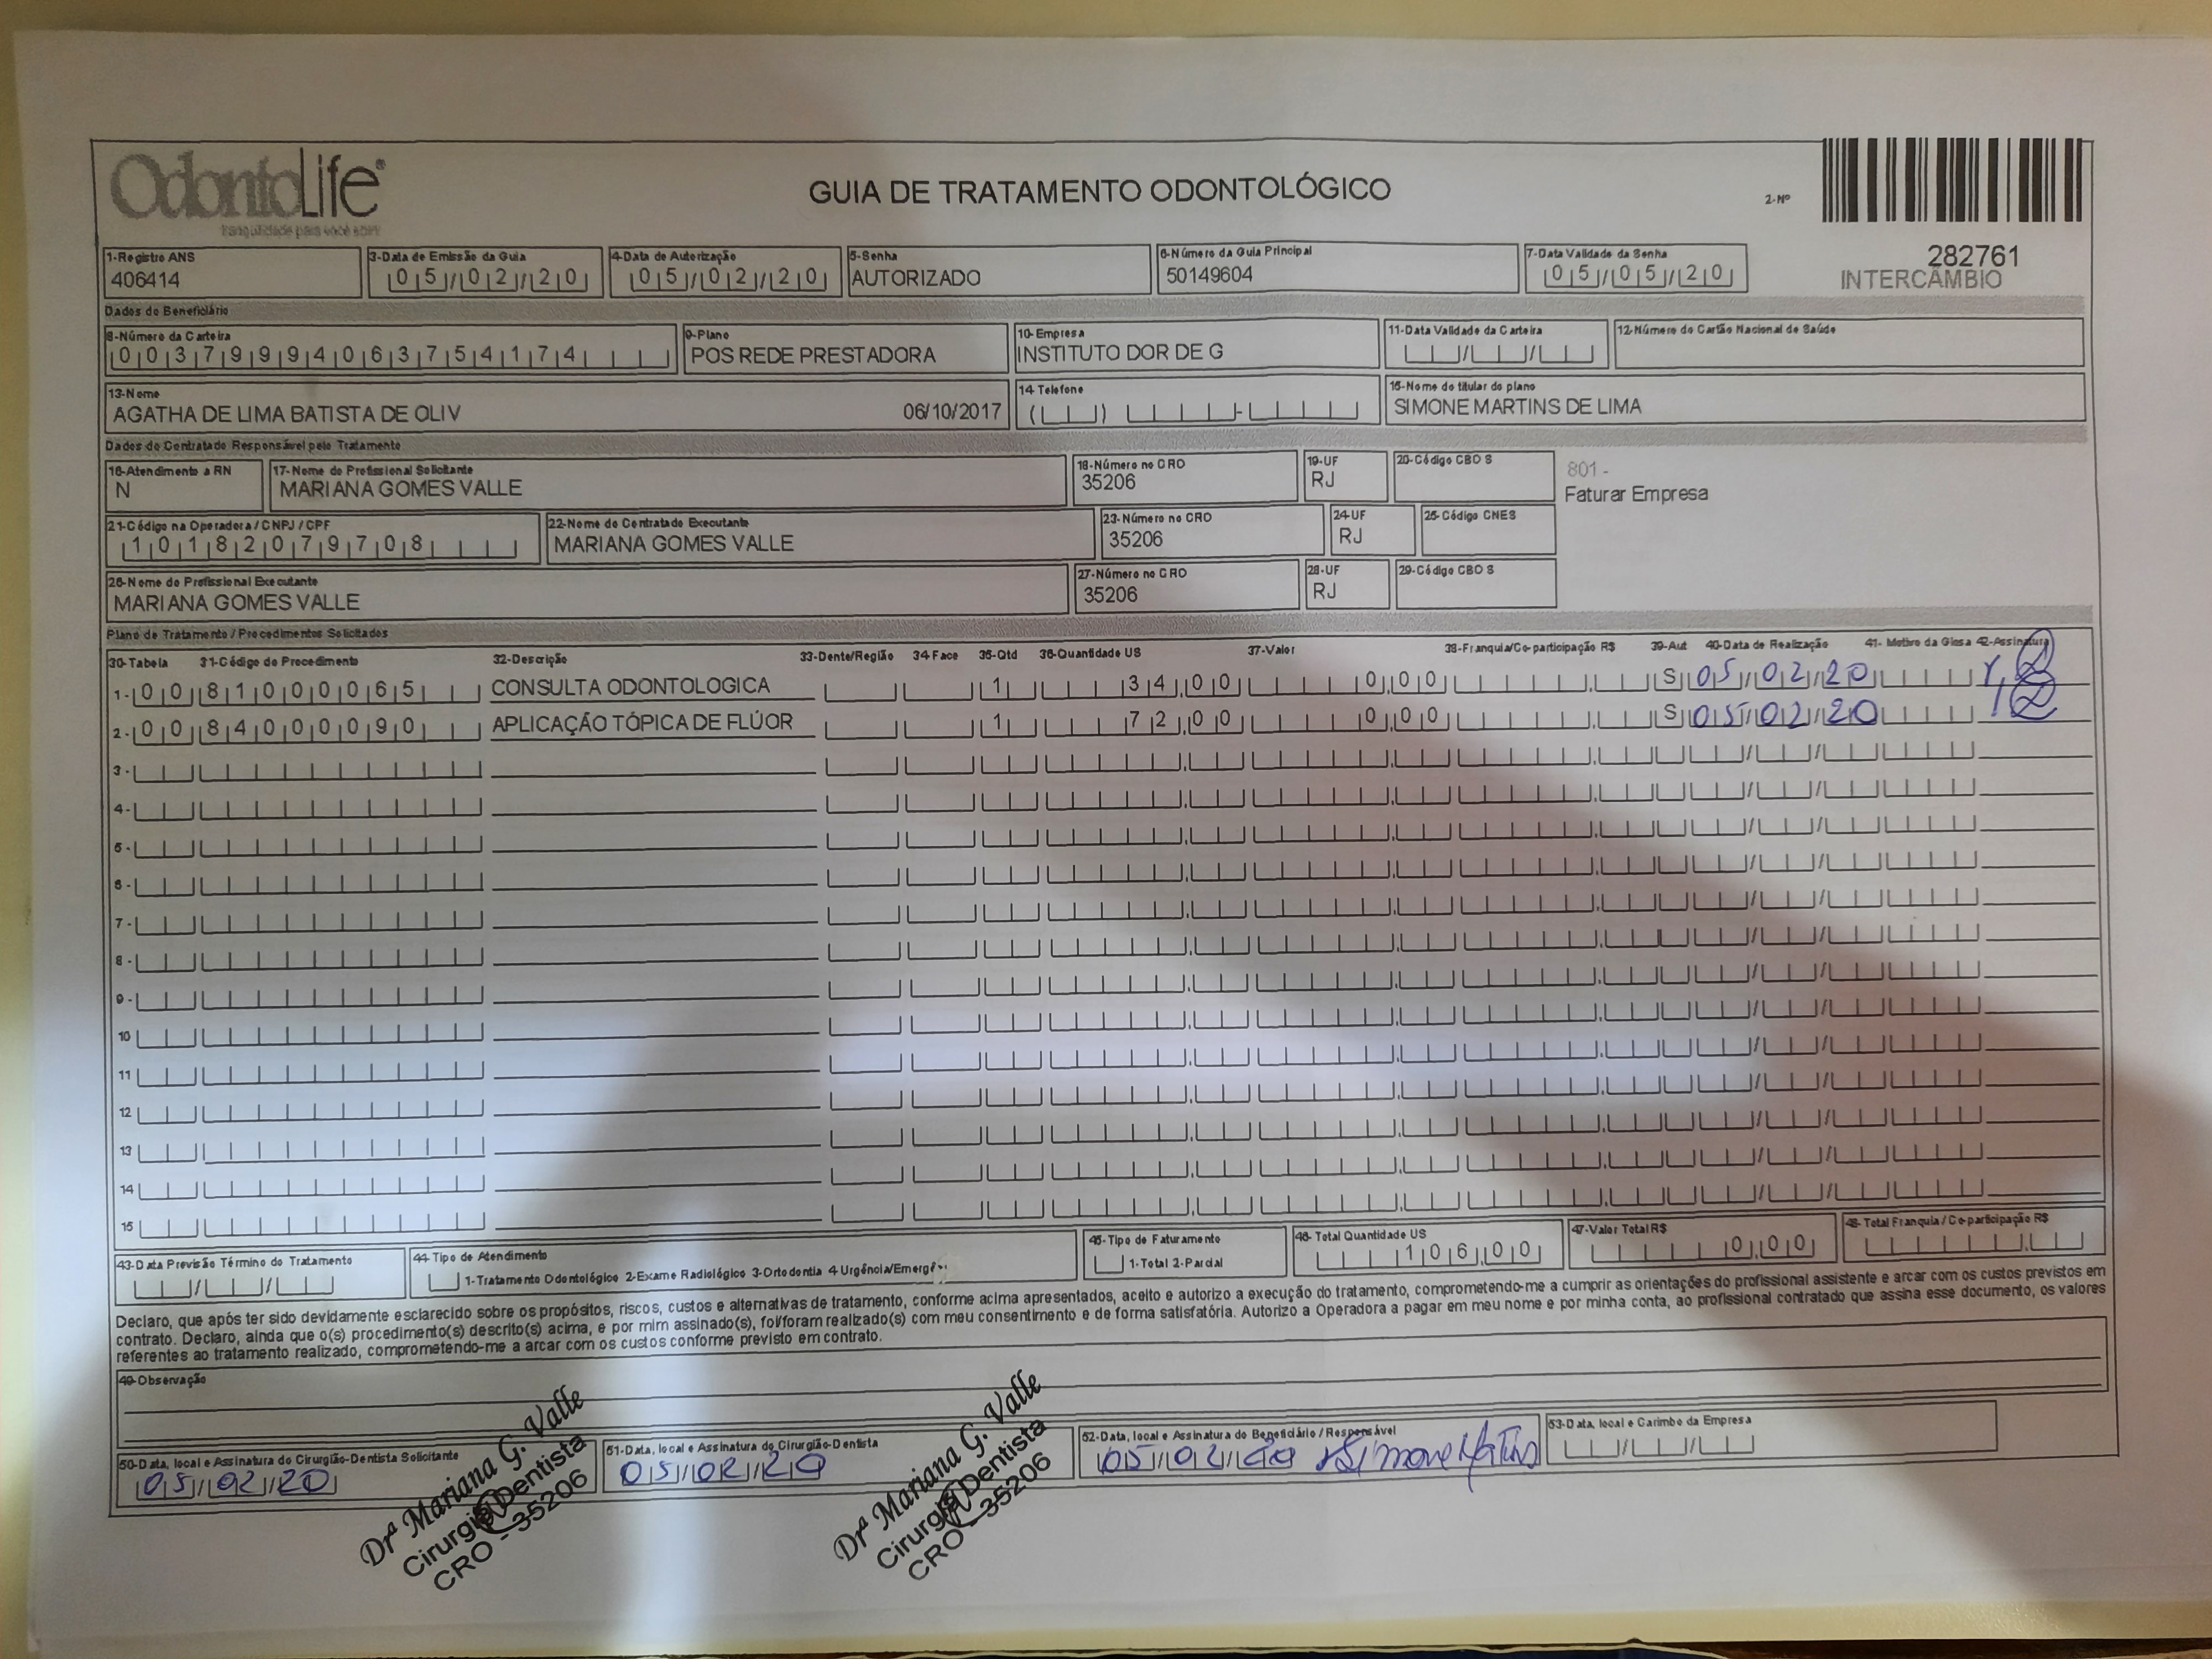 OdontoLife®
tranquilidade para você sorrir
GUIA DE TRATAMENTO ODONTOLÓGICO
2-Nº
282761
INTERCÂMBIO
1-Registro ANS
406414
3-Data de Emissão da Guia
05/02/20
4-Data de Autorização
05/02/20
5-Senha
AUTORIZADO
6-Número da Guia Principal
50149604
7-Data Validade da Senha
05/05/20
Dados do Beneficiário
8-Número da Carteira
00379994063754174
9-Plano
POS REDE PRESTADORA
10-Empresa
INSTITUTO DOR DE G
11-Data Validade da Carteira
12-Número do Cartão Nacional de Saúde
13-Nome
AGATHA DE LIMA BATISTA DE OLIV 06/10/2017
14 Telefone
15-Nome do titular do plano
SIMONE MARTINS DE LIMA
Dados do Contratado Responsável pelo Tratamento
16-Atendimento a RN
N
17-Nome do Profissional Solicitante
MARIANA GOMES VALLE
18-Número no CRO
35206
19-UF
RJ
20-Código CBO S
801 -
Faturar Empresa
21-Código na Operadora / CNPJ / CPF
10182079708
22-Nome do Contratado Executante
MARIANA GOMES VALLE
23-Número no CRO
35206
24-UF
RJ
25-Código CNES
26-Nome do Profissional Executante
MARIANA GOMES VALLE
27-Número no CRO
35206
28-UF
RJ
29-Código CBO S
Plano de Tratamento / Procedimentos Solicitados
30-Tabela 31-Código do Procedimento 32-Descrição 33-Dente/Região 34-Face 35-Qtd 36-Quantidade US 37-Valor 38-Franquia/Co-participação R$ 39-Aut 40-Data de Realização 41- Motivo da Glosa 42-Assinatura
1- 00 81000065 CONSULTA ODONTOLOGICA 1 34,00 0,00 S 05/02/20
2- 00 84000090 APLICAÇÃO TÓPICA DE FLÚOR 1 72,00 0,00 S 05/02/20
3-
4-
5-
6-
7-
8-
9-
10
11
12
13
14
15
43-Data Previsão Término do Tratamento
44-Tipo de Atendimento
1-Tratamento Odontológico 2-Exame Radiológico 3-Ortodontia 4-Urgência/Emergê
45-Tipo de Faturamento
1-Total 2-Parcial
46- Total Quantidade US
106,00
47-Valor Total R$
0,00
48- Total Franquia / Co-participação R$
Declaro, que após ter sido devidamente esclarecido sobre os propósitos, riscos, custos e alternativas de tratamento, conforme acima apresentados, aceito e autorizo a execução do tratamento, comprometendo-me a cumprir as orientações do profissional assistente e arcar com os custos previstos em
contrato. Declaro, ainda que o(s) procedimento(s) descrito(s) acima, e por mim assinado(s), foi/foram realizado(s) com meu consentimento e de forma satisfatória. Autorizo a Operadora a pagar em meu nome e por minha conta, ao profissional contratado que assina esse documento, os valores
referentes ao tratamento realizado, comprometendo-me a arcar com os custos conforme previsto em contrato.
49-Observação
50-Data, local e Assinatura do Cirurgião-Dentista Solicitante
05/02/20
Drª Mariana G. Valle
Cirurgiã Dentista
CRO - 35206
51-Data, local e Assinatura do Cirurgião-Dentista
05/02/20
Drª Mariana G. Valle
Cirurgiã Dentista
CRO - 35206
52-Data, local e Assinatura do Beneficiário / Responsável
05/02/20 Simone
53-Data, local e Carimbo da Empresa